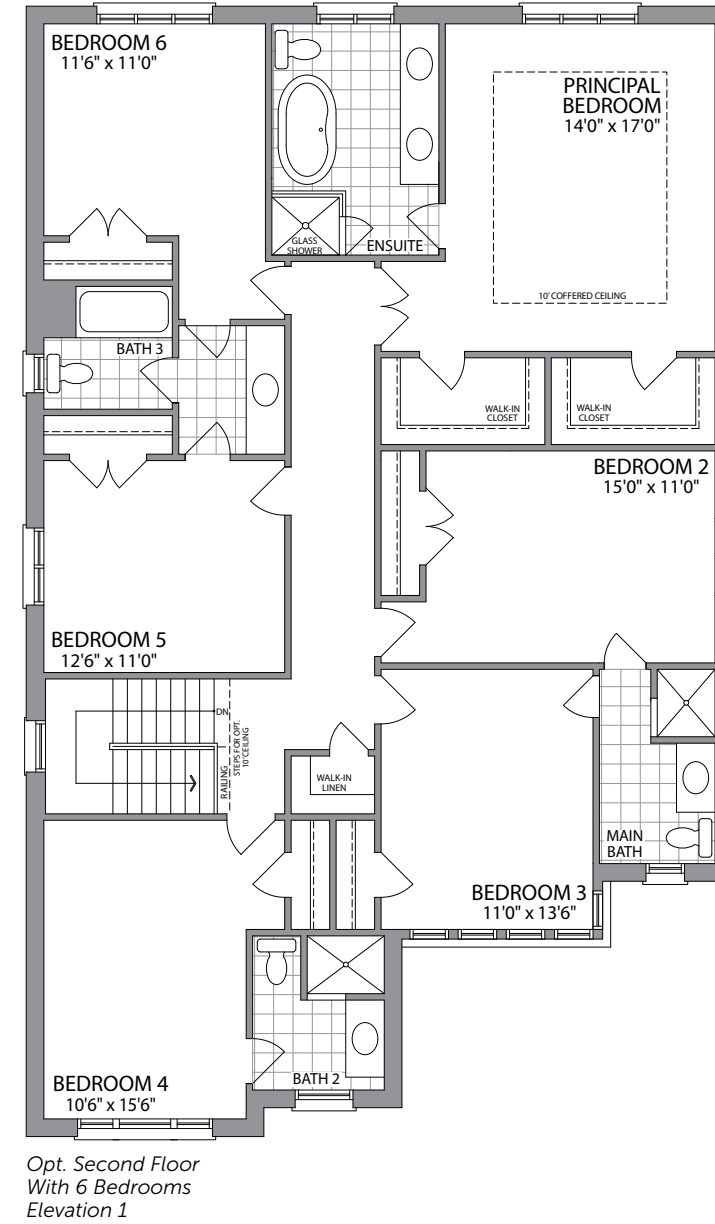 BEDROOM 6
11'6" x 11'0"
PRINCIPAL
BEDROOM
14'0" x 17'0"
GLASS
SHOWER
ENSUITE
10' COFFERED CEILING
BATH 3
WALK-IN
CLOSET
WALK-IN
CLOSET
BEDROOM 2
15'0" x 11'0"
BEDROOM 5
12'6" x 11'0"
DN
RAILING
STEPS FOR OPT.
10' CEILING
WALK-IN
LINEN
MAIN
BATH
BEDROOM 3
11'0" x 13'6"
BEDROOM 4
10'6" x 15'6"
BATH 2
Opt. Second Floor
With 6 Bedrooms
Elevation 1